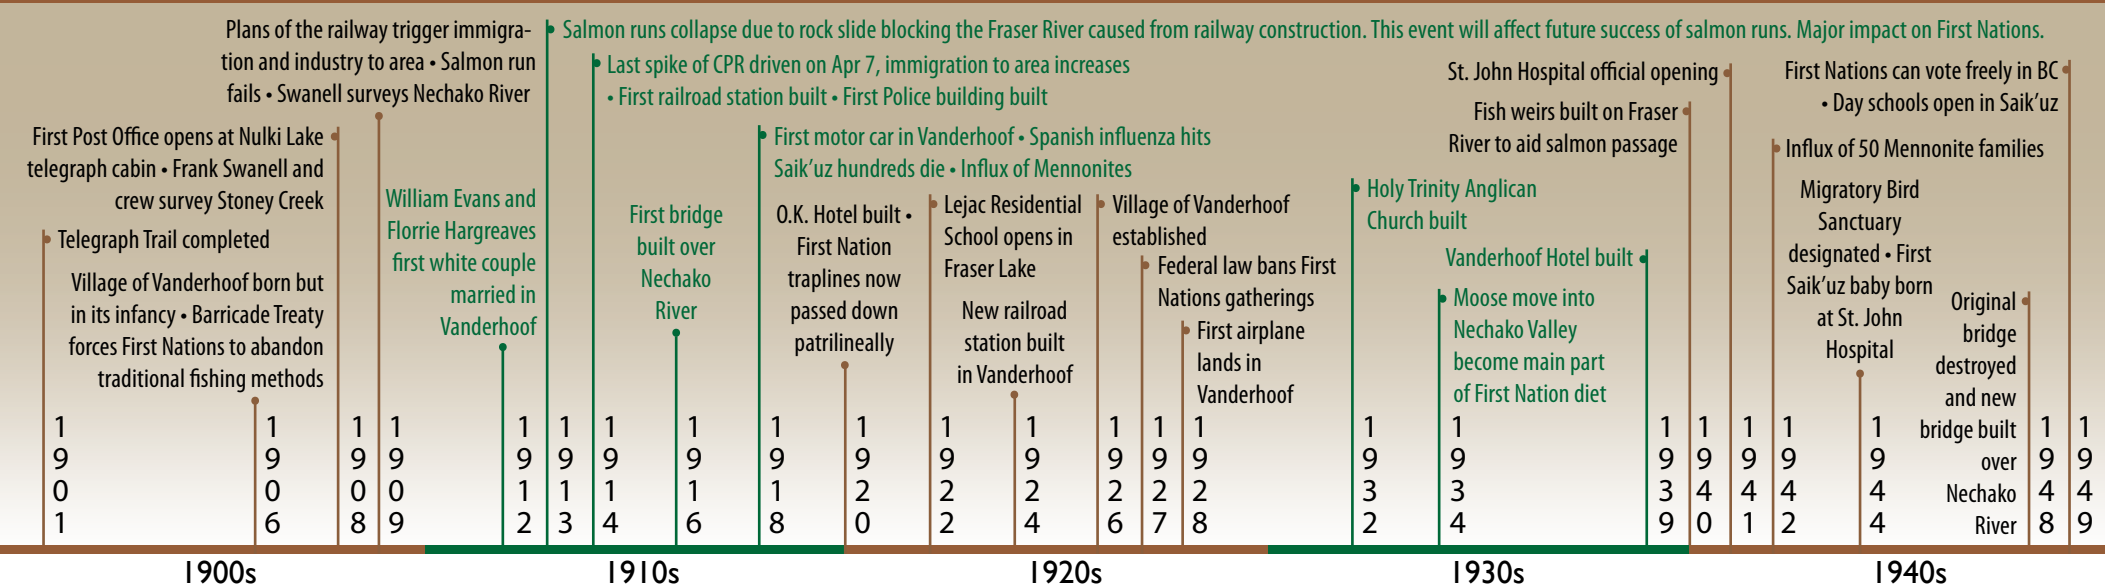 Telegraph Trail completed
1901
Village of Vanderhoof born but
in its infancy • Barricade Treaty
forces First Nations to abandon
traditional fishing methods
1906
First Post Office opens at Nulki Lake
telegraph cabin • Frank Swanell and
crew survey Stoney Creek
1908
Plans of the railway trigger immigra-
tion and industry to area • Salmon run
fails • Swanell surveys Nechako River
1909
William Evans and
Florrie Hargreaves
first white couple
married in
Vanderhoof
1912
Salmon runs collapse due to rock slide blocking the Fraser River caused from railway construction. This event will affect future success of salmon runs. Major impact on First Nations.
1913
Last spike of CPR driven on Apr 7, immigration to area increases
• First railroad station built • First Police building built
1914
First bridge
built over
Nechako
River
1916
First motor car in Vanderhoof • Spanish influenza hits
Saik’uz hundreds die • Influx of Mennonites
1918
O.K. Hotel built •
First Nation
traplines now
passed down
patrilineally
1920
Lejac Residential
School opens in
Fraser Lake
1922
New railroad
station built
in Vanderhoof
1924
Village of Vanderhoof
established
1926
Federal law bans First
Nations gatherings
1927
First airplane
lands in
Vanderhoof
1928
Holy Trinity Anglican
Church built
1932
Moose move into
Nechako Valley
become main part
of First Nation diet
1934
Vanderhoof Hotel built
1939
Fish weirs built on Fraser
River to aid salmon passage
1940
St. John Hospital official opening
1941
Influx of 50 Mennonite families
1942
Migratory Bird
Sanctuary
designated • First
Saik’uz baby born
at St. John
Hospital
1944
Original
bridge
destroyed
and new
bridge built
over
Nechako
River
1948
First Nations can vote freely in BC
• Day schools open in Saik’uz
1949
1900s
1910s
1920s
1930s
1940s